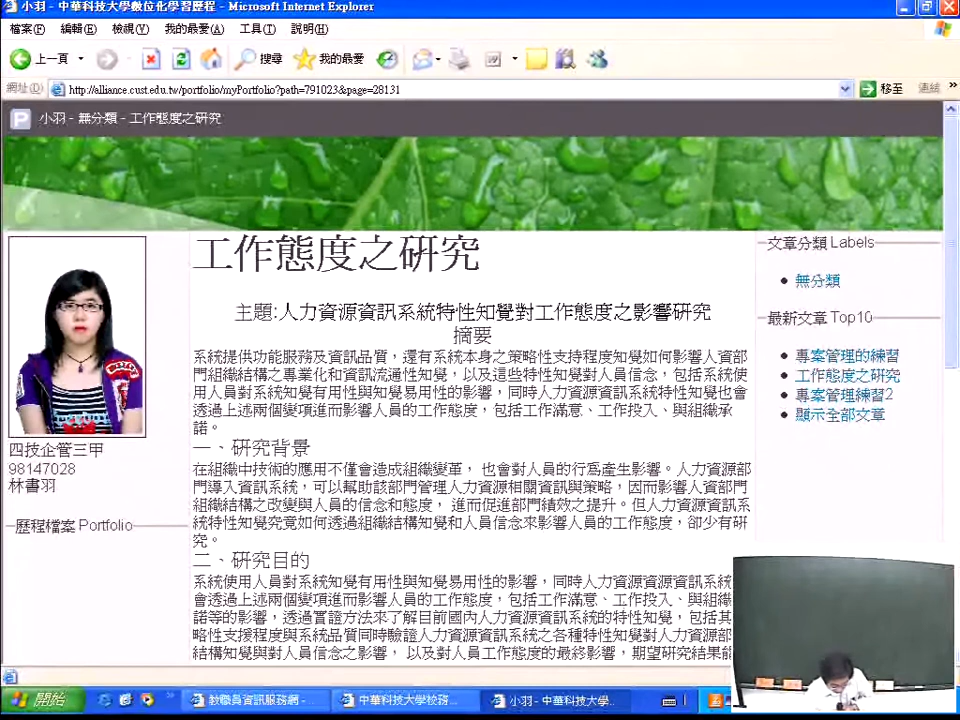 小羽 - 中華科技大學數位化學習歷程 - Microsoft Internet Explorer
檔案(F) 編輯(E) 檢視(V) 我的最愛(A) 工具(T) 說明(H)
上一頁 搜尋 我的最愛
網址(D) http://alliance.cust.edu.tw/portfolio/myPortfolio?path=791023&page=28131 移至 連結 »
P 小羽 - 無分類 - 工作態度之研究
工作態度之研究
主題:人力資源資訊系統特性知覺對工作態度之影響研究
摘要
系統提供功能服務及資訊品質，還有系統本身之策略性支持程度知覺如何影響人資部
門組織結構之專業化和資訊流通性知覺，以及這些特性知覺對人員信念，包括系統使
用人員對系統知覺有用性與知覺易用性的影響，同時人力資源資訊系統特性知覺也會
透過上述兩個變項進而影響人員的工作態度，包括工作滿意、工作投入、與組織承
諾。
一、研究背景
在組織中技術的應用不僅會造成組織變革， 也會對人員的行為產生影響。人力資源部
門導入資訊系統，可以幫助該部門管理人力資源相關資訊與策略，因而影響人資部門
組織結構之改變與人員的信念和態度， 進而促進部門績效之提升。但人力資源資訊系
統特性知覺究竟如何透過組織結構知覺和人員信念來影響人員的工作態度，卻少有研
究。
二、研究目的
系統使用人員對系統知覺有用性與知覺易用性的影響，同時人力資源資源資訊系統
會透過上述兩個變項進而影響人員的工作態度，包括工作滿意、工作投入、與組織
諾等的影響，透過實證方法來了解目前國內人力資源資訊系統的特性知覺，包括其
略性支援程度與系統品質同時驗證人力資源資訊系統之各種特性知覺對人力資源
結構知覺與對人員信念之影響， 以及對人員工作態度的最終影響，期望研究結果
四技企管三甲
98147028
林書羽
歷程檔案 Portfolio
文章分類 Labels
無分類
最新文章 Top10
專案管理的練習
工作態度之研究
專案管理練習2
顯示全部文章
開始 教職員資訊服務網 -... 中華科技大學校務... 小羽 - 中華科技大學...